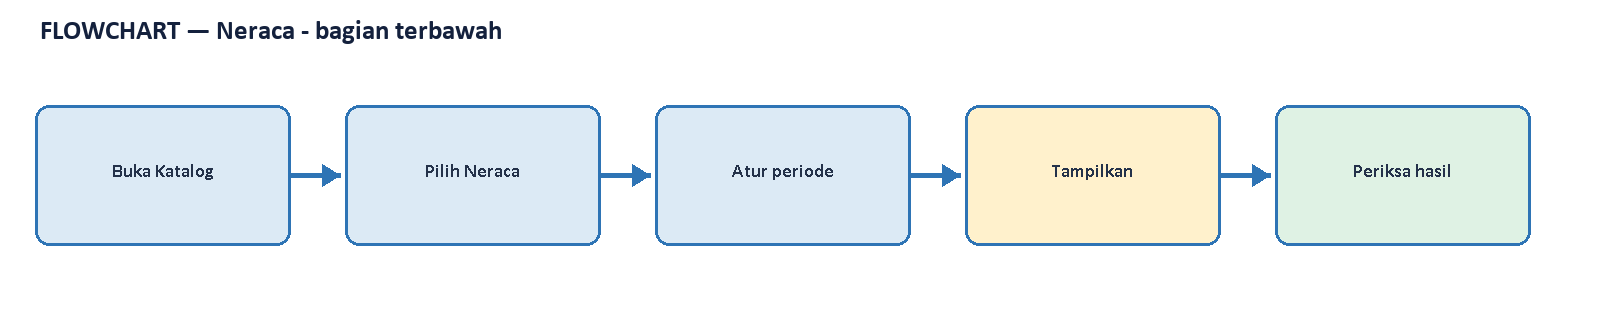 FLOWCHART — Neraca - bagian terbawah
Buka Katalog
Pilih Neraca
Atur periode
Tampilkan
Periksa hasil